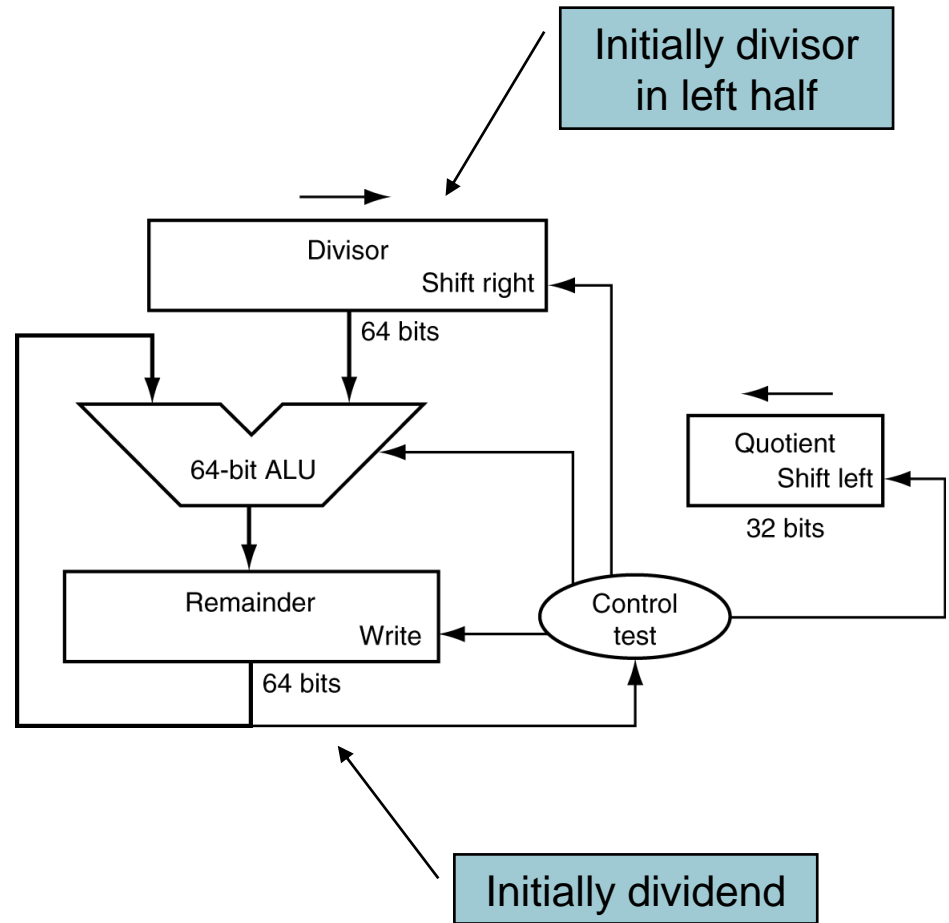 Initially divisor
in left half
Divisor
Shift right
64 bits
64-bit ALU
Quotient
Shift left
32 bits
Remainder
Write
Control
test
64 bits
Initially dividend